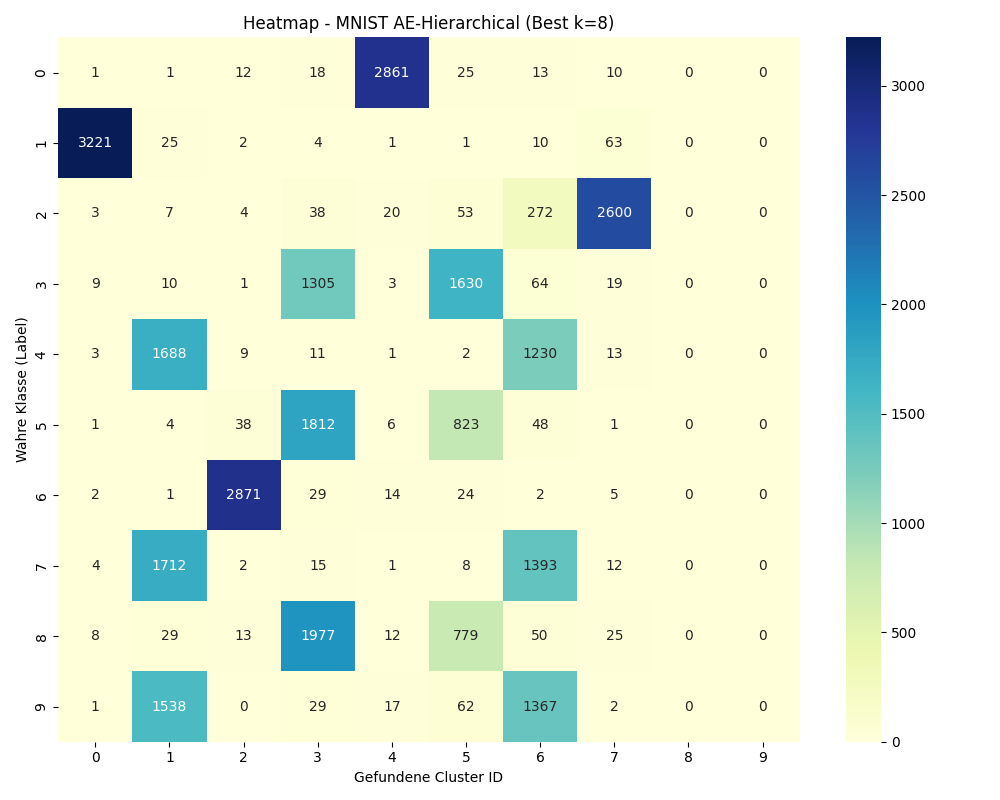 Heatmap - MNIST AE-Hierarchical (Best k=8)
0 1 1 12 18 2861 25 13 10 0 0
1 3221 25 2 4 1 1 10 63 0 0
2 3 7 4 38 20 53 272 2600 0 0
3 9 10 1 1305 3 1630 64 19 0 0
4 3 1688 9 11 1 2 1230 13 0 0
5 1 4 38 1812 6 823 48 1 0 0
6 2 1 2871 29 14 24 2 5 0 0
7 4 1712 2 15 1 8 1393 12 0 0
8 8 29 13 1977 12 779 50 25 0 0
9 1 1538 0 29 17 62 1367 2 0 0
0 1 2 3 4 5 6 7 8 9
Gefundene Cluster ID
Wahre Klasse (Label)
3000
2500
2000
1500
1000
500
0